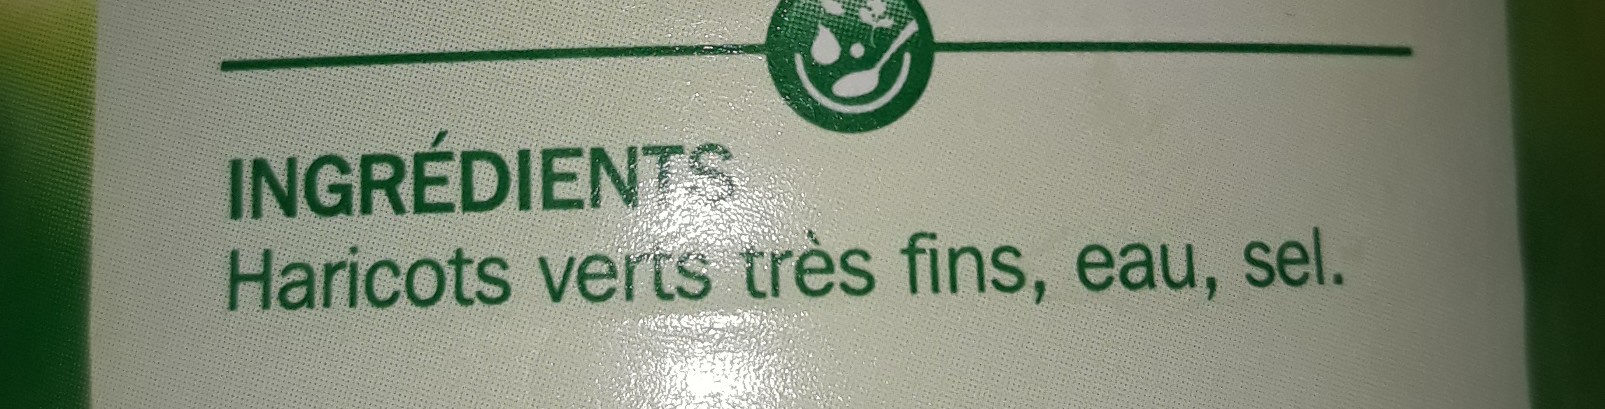 INGRÉDIENTS
Haricots verts très fins, eau, sel.